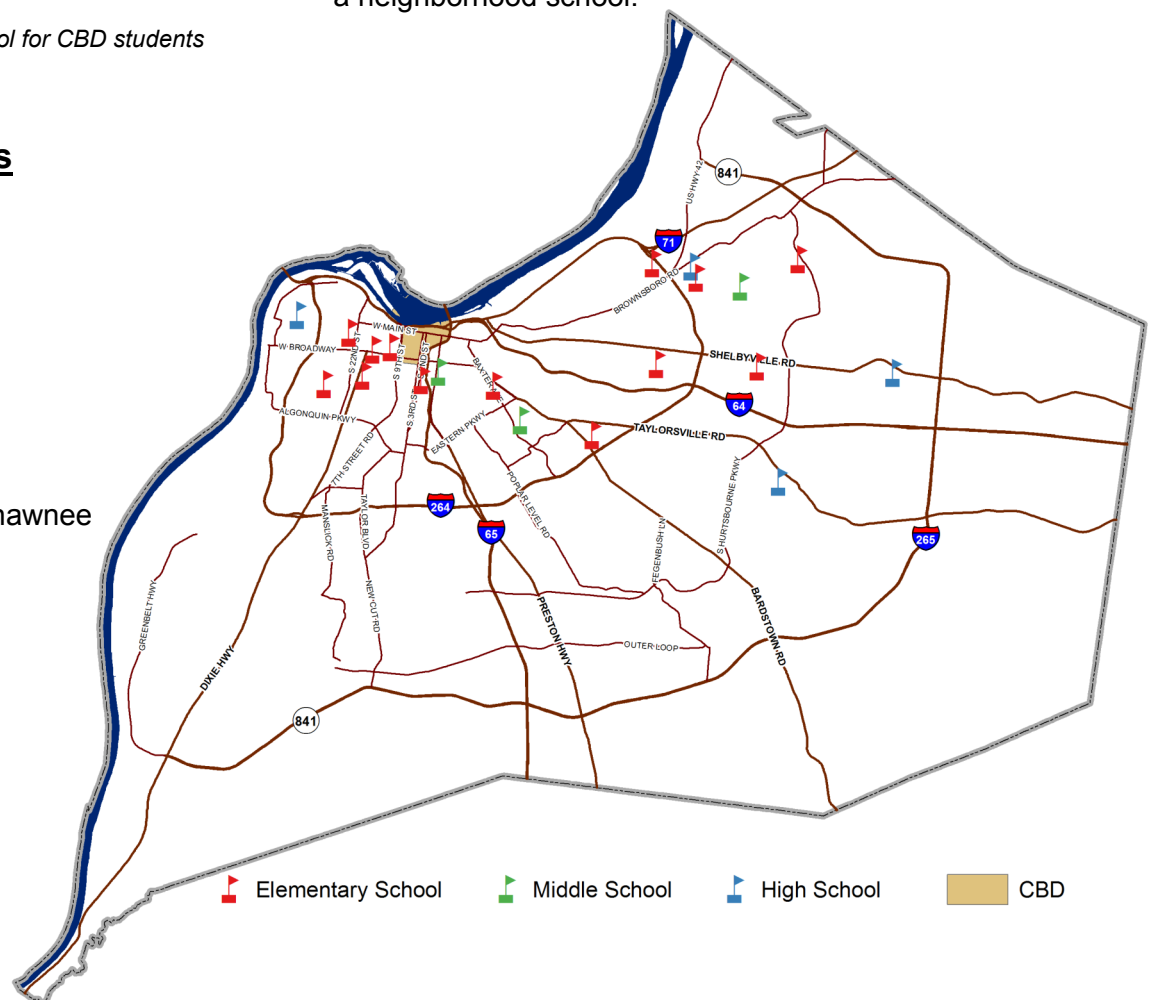 a neighborhood school.
ol for CBD students
s
hawnee
841
US HWY 42
71
BROWNSBORO RD
W MAIN ST
W BROADWAY
S 22ND ST
S 9TH ST
2ND ST
S 3RD S
BAXTER
SHELBYVILLE RD
64
ALGONQUIN PKWY
EASTERN PKWY
TAYLORSVILLE RD
7TH STREET RD
POPLAR LEVEL RD
S HURTSBOURNE PKWY
264
MANSLICK RD
TAYLOR BLVD
65
FEGENBUSH LN
265
GREENBELT HWY
NEW CUT RD
PRESTON HWY
BARDSTOWN RD
OUTER LOOP
DIXIE HWY
841
Elementary School
Middle School
High School
CBD